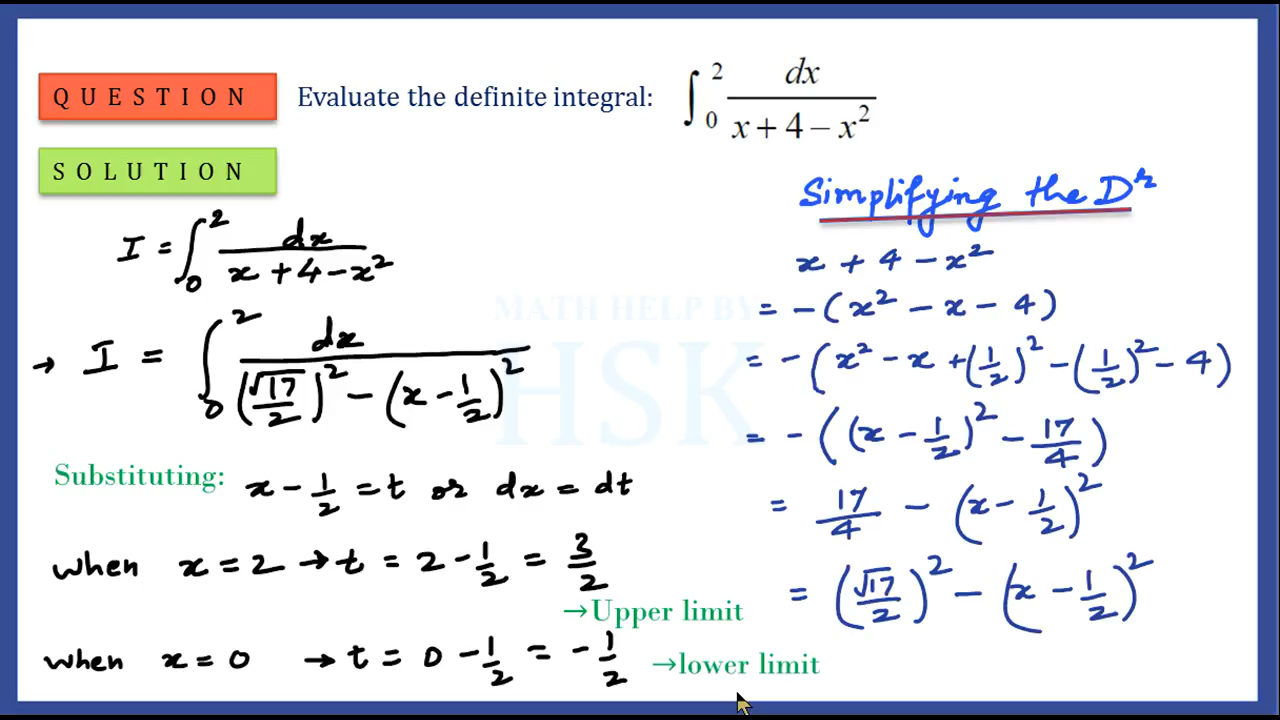 QUESTION
Evaluate the definite integral: ∫₀² dx / (x + 4 − x²)
SOLUTION
I = ∫₀² dx / (x + 4 − x²)
→ I = ∫₀² dx / ((√17/2)² − (x − 1/2)²)
Substituting: x − 1/2 = t or dx = dt
when x = 2 → t = 2 − 1/2 = 3/2
→Upper limit
when x = 0 → t = 0 − 1/2 = − 1/2 →lower limit
Simplifying the Dʳ
x + 4 − x²
= −(x² − x − 4)
= −(x² − x + (1/2)² − (1/2)² − 4)
= −((x − 1/2)² − 17/4)
= 17/4 − (x − 1/2)²
= (√17/2)² − (x − 1/2)²
MATH HELP BY
HSK